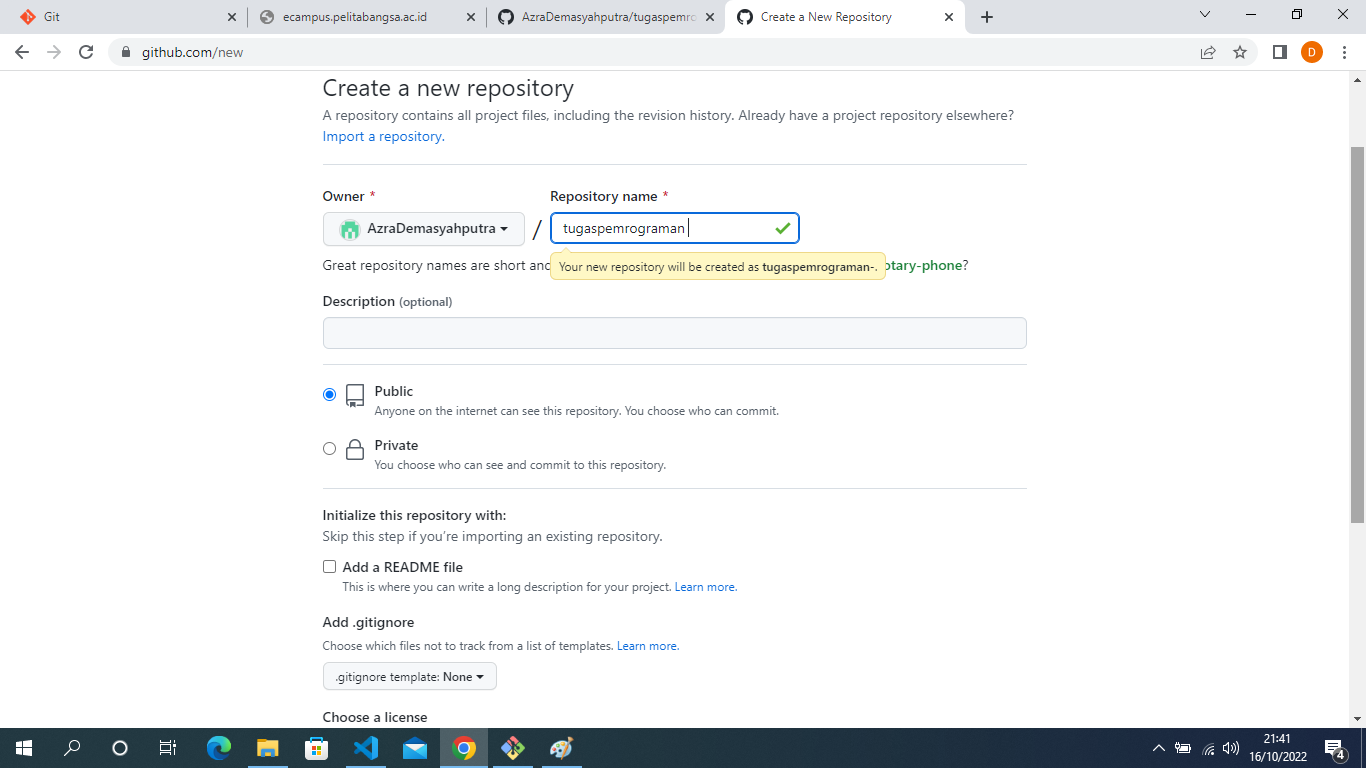 Git
ecampus.pelitabangsa.ac.id
AzraDemasyahputra/tugaspemro
Create a New Repository
github.com/new
D
Create a new repository
A repository contains all project files, including the revision history. Already have a project repository elsewhere?
Import a repository.
Owner *
Repository name *
AzraDemasyahputra
/
tugaspemrograman
Great repository names are short and
Your new repository will be created as tugaspemrograman-.
otary-phone?
Description (optional)
Public
Anyone on the internet can see this repository. You choose who can commit.
Private
You choose who can see and commit to this repository.
Initialize this repository with:
Skip this step if you're importing an existing repository.
Add a README file
This is where you can write a long description for your project. Learn more.
Add .gitignore
Choose which files not to track from a list of templates. Learn more.
.gitignore template: None
Choose a license
21:41
16/10/2022
4